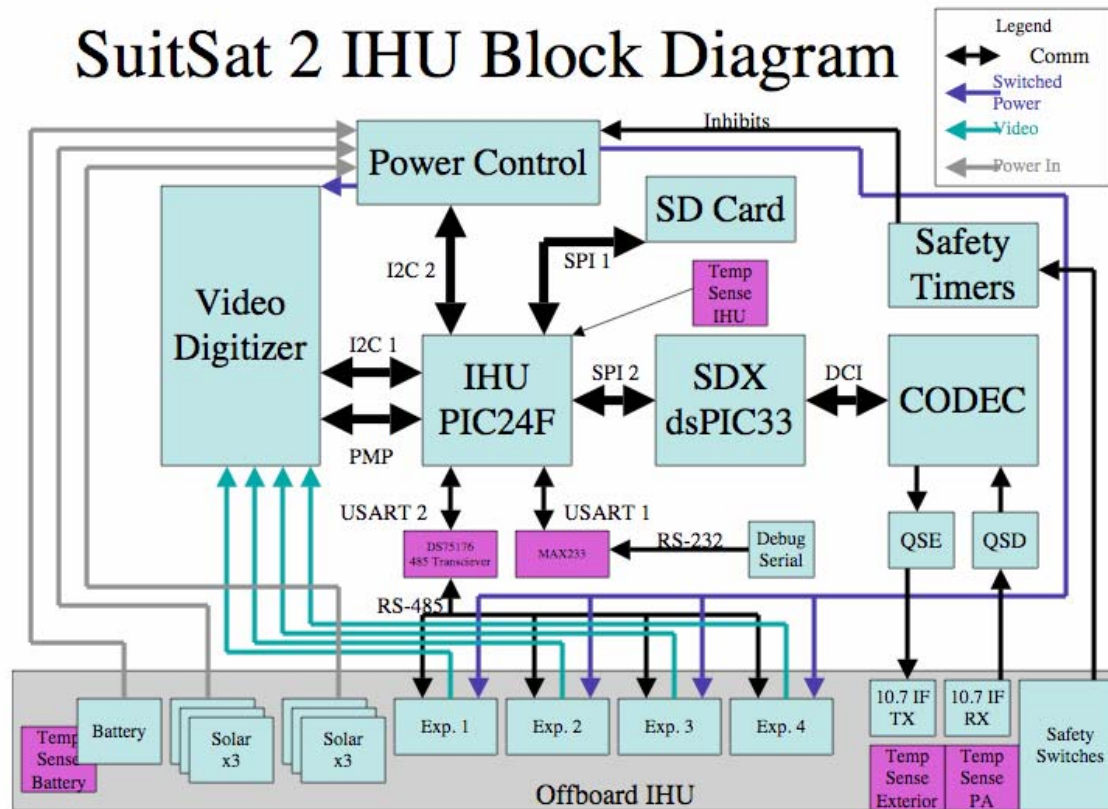 SuitSat 2 IHU Block Diagram
Legend
Comm
Switched
Power
Video
Power In
Inhibits
Power Control
SD Card
Safety
Timers
I2C 2
SPI 1
Temp
Sense
IHU
Video
Digitizer
I2C 1
PMP
IHU
PIC24F
SPI 2
SDX
dsPIC33
DCI
CODEC
USART 2
USART 1
DS75176
485 Transciever
MAX233
RS-232
Debug
Serial
QSE
QSD
RS-485
Battery
Temp
Sense
Battery
Solar
x3
Solar
x3
Exp. 1
Exp. 2
Exp. 3
Exp. 4
10.7 IF
TX
10.7 IF
RX
Safety
Switches
Temp
Sense
Exterior
Temp
Sense
PA
Offboard IHU